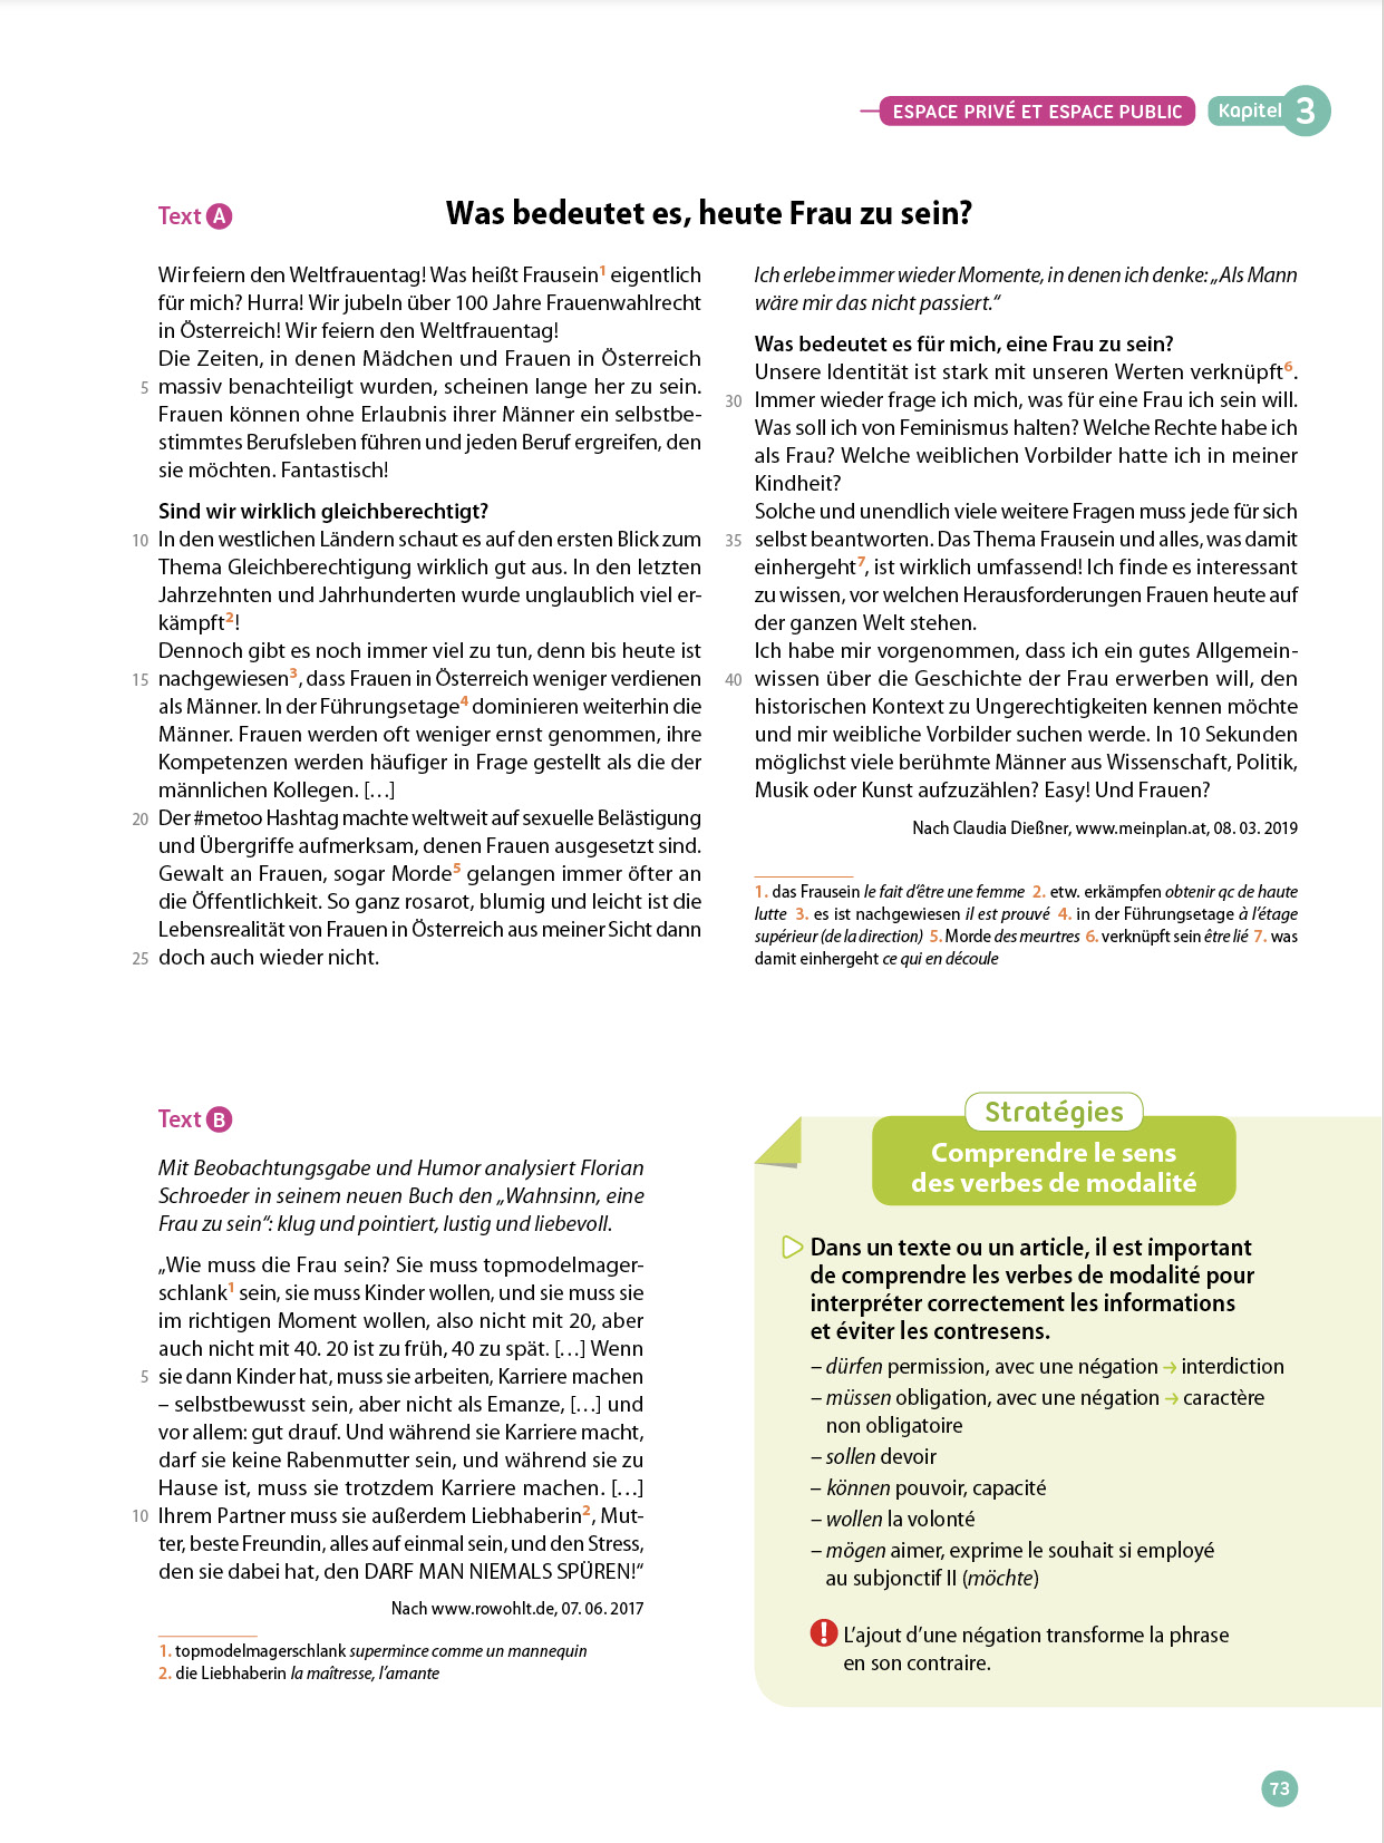 ESPACE PRIVÉ ET ESPACE PUBLIC Kapitel 3
Text A
Was bedeutet es, heute Frau zu sein?
Wir feiern den Weltfrauentag! Was heißt Frausein1 eigentlich
für mich? Hurra! Wir jubeln über 100 Jahre Frauenwahlrecht
in Österreich! Wir feiern den Weltfrauentag!
Die Zeiten, in denen Mädchen und Frauen in Österreich
5 massiv benachteiligt wurden, scheinen lange her zu sein.
Frauen können ohne Erlaubnis ihrer Männer ein selbstbe-
stimmtes Berufsleben führen und jeden Beruf ergreifen, den
sie möchten. Fantastisch!
Sind wir wirklich gleichberechtigt?
10 In den westlichen Ländern schaut es auf den ersten Blick zum
Thema Gleichberechtigung wirklich gut aus. In den letzten
Jahrzehnten und Jahrhunderten wurde unglaublich viel er-
kämpft2!
Dennoch gibt es noch immer viel zu tun, denn bis heute ist
15 nachgewiesen3, dass Frauen in Österreich weniger verdienen
als Männer. In der Führungsetage4 dominieren weiterhin die
Männer. Frauen werden oft weniger ernst genommen, ihre
Kompetenzen werden häufiger in Frage gestellt als die der
männlichen Kollegen. […]
20 Der #metoo Hashtag machte weltweit auf sexuelle Belästigung
und Übergriffe aufmerksam, denen Frauen ausgesetzt sind.
Gewalt an Frauen, sogar Morde5 gelangen immer öfter an
die Öffentlichkeit. So ganz rosarot, blumig und leicht ist die
Lebensrealität von Frauen in Österreich aus meiner Sicht dann
25 doch auch wieder nicht.
Ich erlebe immer wieder Momente, in denen ich denke: „Als Mann
wäre mir das nicht passiert.“
Was bedeutet es für mich, eine Frau zu sein?
Unsere Identität ist stark mit unseren Werten verknüpft6.
30 Immer wieder frage ich mich, was für eine Frau ich sein will.
Was soll ich von Feminismus halten? Welche Rechte habe ich
als Frau? Welche weiblichen Vorbilder hatte ich in meiner
Kindheit?
Solche und unendlich viele weitere Fragen muss jede für sich
35 selbst beantworten. Das Thema Frausein und alles, was damit
einhergeht7, ist wirklich umfassend! Ich finde es interessant
zu wissen, vor welchen Herausforderungen Frauen heute auf
der ganzen Welt stehen.
Ich habe mir vorgenommen, dass ich ein gutes Allgemein-
40 wissen über die Geschichte der Frau erwerben will, den
historischen Kontext zu Ungerechtigkeiten kennen möchte
und mir weibliche Vorbilder suchen werde. In 10 Sekunden
möglichst viele berühmte Männer aus Wissenschaft, Politik,
Musik oder Kunst aufzuzählen? Easy! Und Frauen?
Nach Claudia Dießner, www.meinplan.at, 08. 03. 2019
1. das Frausein le fait d’être une femme 2. etw. erkämpfen obtenir qc de haute
lutte 3. es ist nachgewiesen il est prouvé 4. in der Führungsetage à l’étage
supérieur (de la direction) 5. Morde des meurtres 6. verknüpft sein être lié 7. was
damit einhergeht ce qui en découle
Text B
Mit Beobachtungsgabe und Humor analysiert Florian
Schroeder in seinem neuen Buch den „Wahnsinn, eine
Frau zu sein“: klug und pointiert, lustig und liebevoll.
„Wie muss die Frau sein? Sie muss topmodelmager-
schlank1 sein, sie muss Kinder wollen, und sie muss sie
im richtigen Moment wollen, also nicht mit 20, aber
auch nicht mit 40. 20 ist zu früh, 40 zu spät. […] Wenn
5 sie dann Kinder hat, muss sie arbeiten, Karriere machen
– selbstbewusst sein, aber nicht als Emanze, […] und
vor allem: gut drauf. Und während sie Karriere macht,
darf sie keine Rabenmutter sein, und während sie zu
Hause ist, muss sie trotzdem Karriere machen. […]
10 Ihrem Partner muss sie außerdem Liebhaberin2, Mut-
ter, beste Freundin, alles auf einmal sein, und den Stress,
den sie dabei hat, den DARF MAN NIEMALS SPÜREN!“
Nach www.rowohlt.de, 07. 06. 2017
1. topmodelmagerschlank supermince comme un mannequin
2. die Liebhaberin la maîtresse, l’amante
Stratégies
Comprendre le sens
des verbes de modalité
Dans un texte ou un article, il est important
de comprendre les verbes de modalité pour
interpréter correctement les informations
et éviter les contresens.
– dürfen permission, avec une négation → interdiction
– müssen obligation, avec une négation → caractère
non obligatoire
– sollen devoir
– können pouvoir, capacité
– wollen la volonté
– mögen aimer, exprime le souhait si employé
au subjonctif II (möchte)
! L’ajout d’une négation transforme la phrase
en son contraire.
73